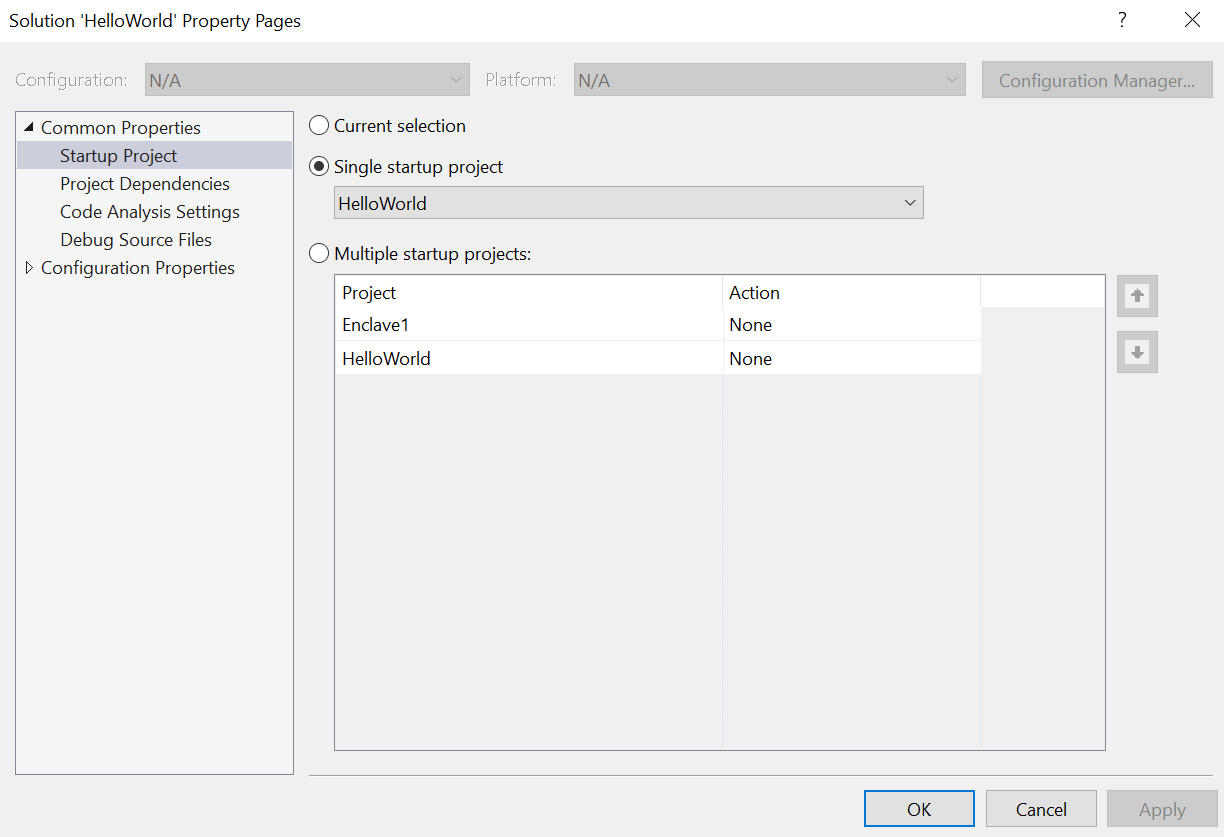 Solution 'HelloWorld' Property Pages
?
Configuration: N/A Platform: N/A Configuration Manager...
Common Properties
Startup Project
Project Dependencies
Code Analysis Settings
Debug Source Files
Configuration Properties
Current selection
Single startup project
HelloWorld
Multiple startup projects:
Project Action
Enclave1 None
HelloWorld None
OK Cancel Apply